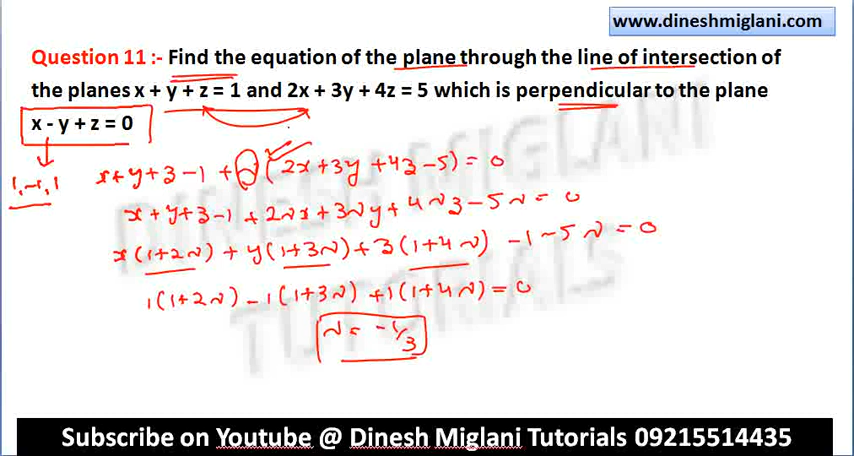 www.dineshmiglani.com
Question 11 :- Find the equation of the plane through the line of intersection of
the planes x + y + z = 1 and 2x + 3y + 4z = 5 which is perpendicular to the plane
x - y + z = 0
1, -1, 1
x + y + z - 1 + λ(2x + 3y + 4z - 5) = 0
x + y + z - 1 + 2λx + 3λy + 4λz - 5λ = 0
x(1+2λ) + y(1+3λ) + z(1+4λ) - 1 - 5λ = 0
1(1+2λ) - 1(1+3λ) + 1(1+4λ) = 0
λ = -1/3
DINESH MIGLANI
TUTORIALS
Subscribe on Youtube @ Dinesh Miglani Tutorials 09215514435